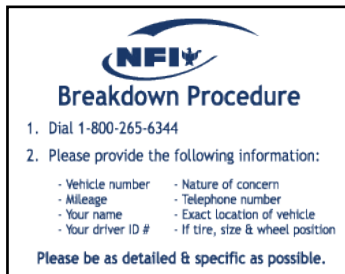 NFI
Breakdown Procedure
1. Dial 1-800-265-6344
2. Please provide the following information:
- Vehicle number - Nature of concern
- Mileage - Telephone number
- Your name - Exact location of vehicle
- Your driver ID # - If tire, size & wheel position
Please be as detailed & specific as possible.